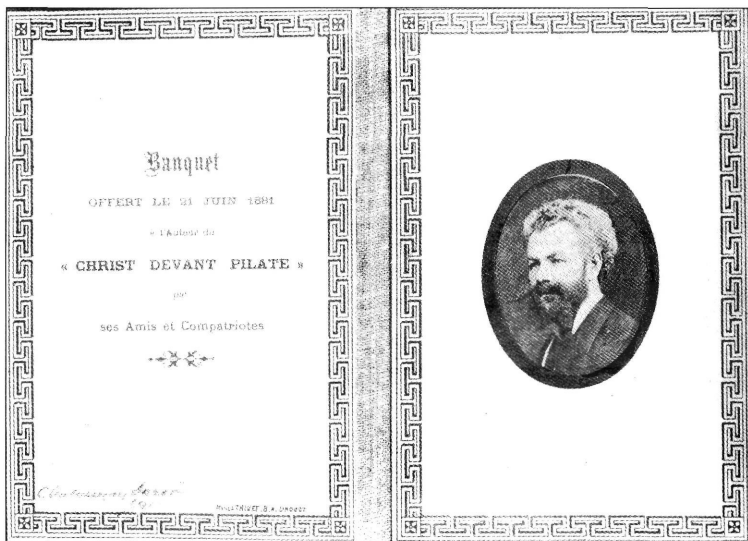 Banquet
OFFERT LE 21 JUIN 1881
à l'Auteur du
« CHRIST DEVANT PILATE »
par
ses Amis et Compatriotes